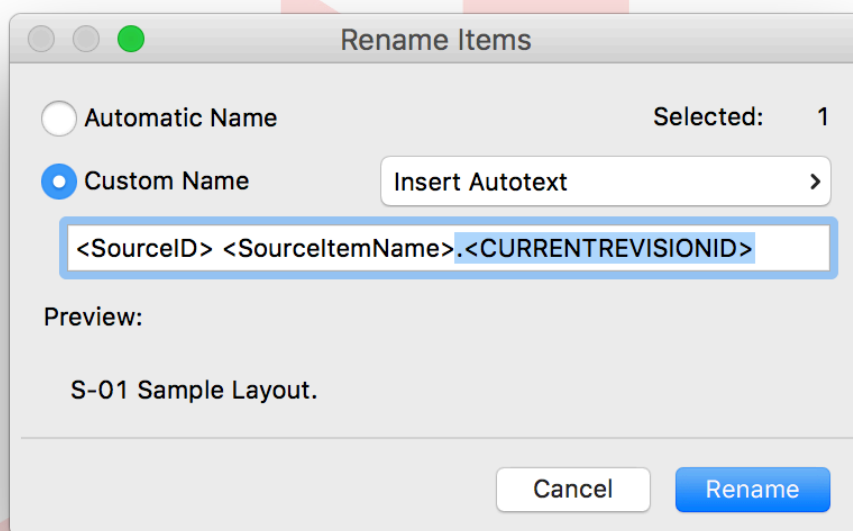 Rename Items
Automatic Name Selected: 1
Custom Name Insert Autotext
<SourceID> <SourceItemName>.<CURRENTREVISIONID>
Preview:
S-01 Sample Layout.
Cancel Rename